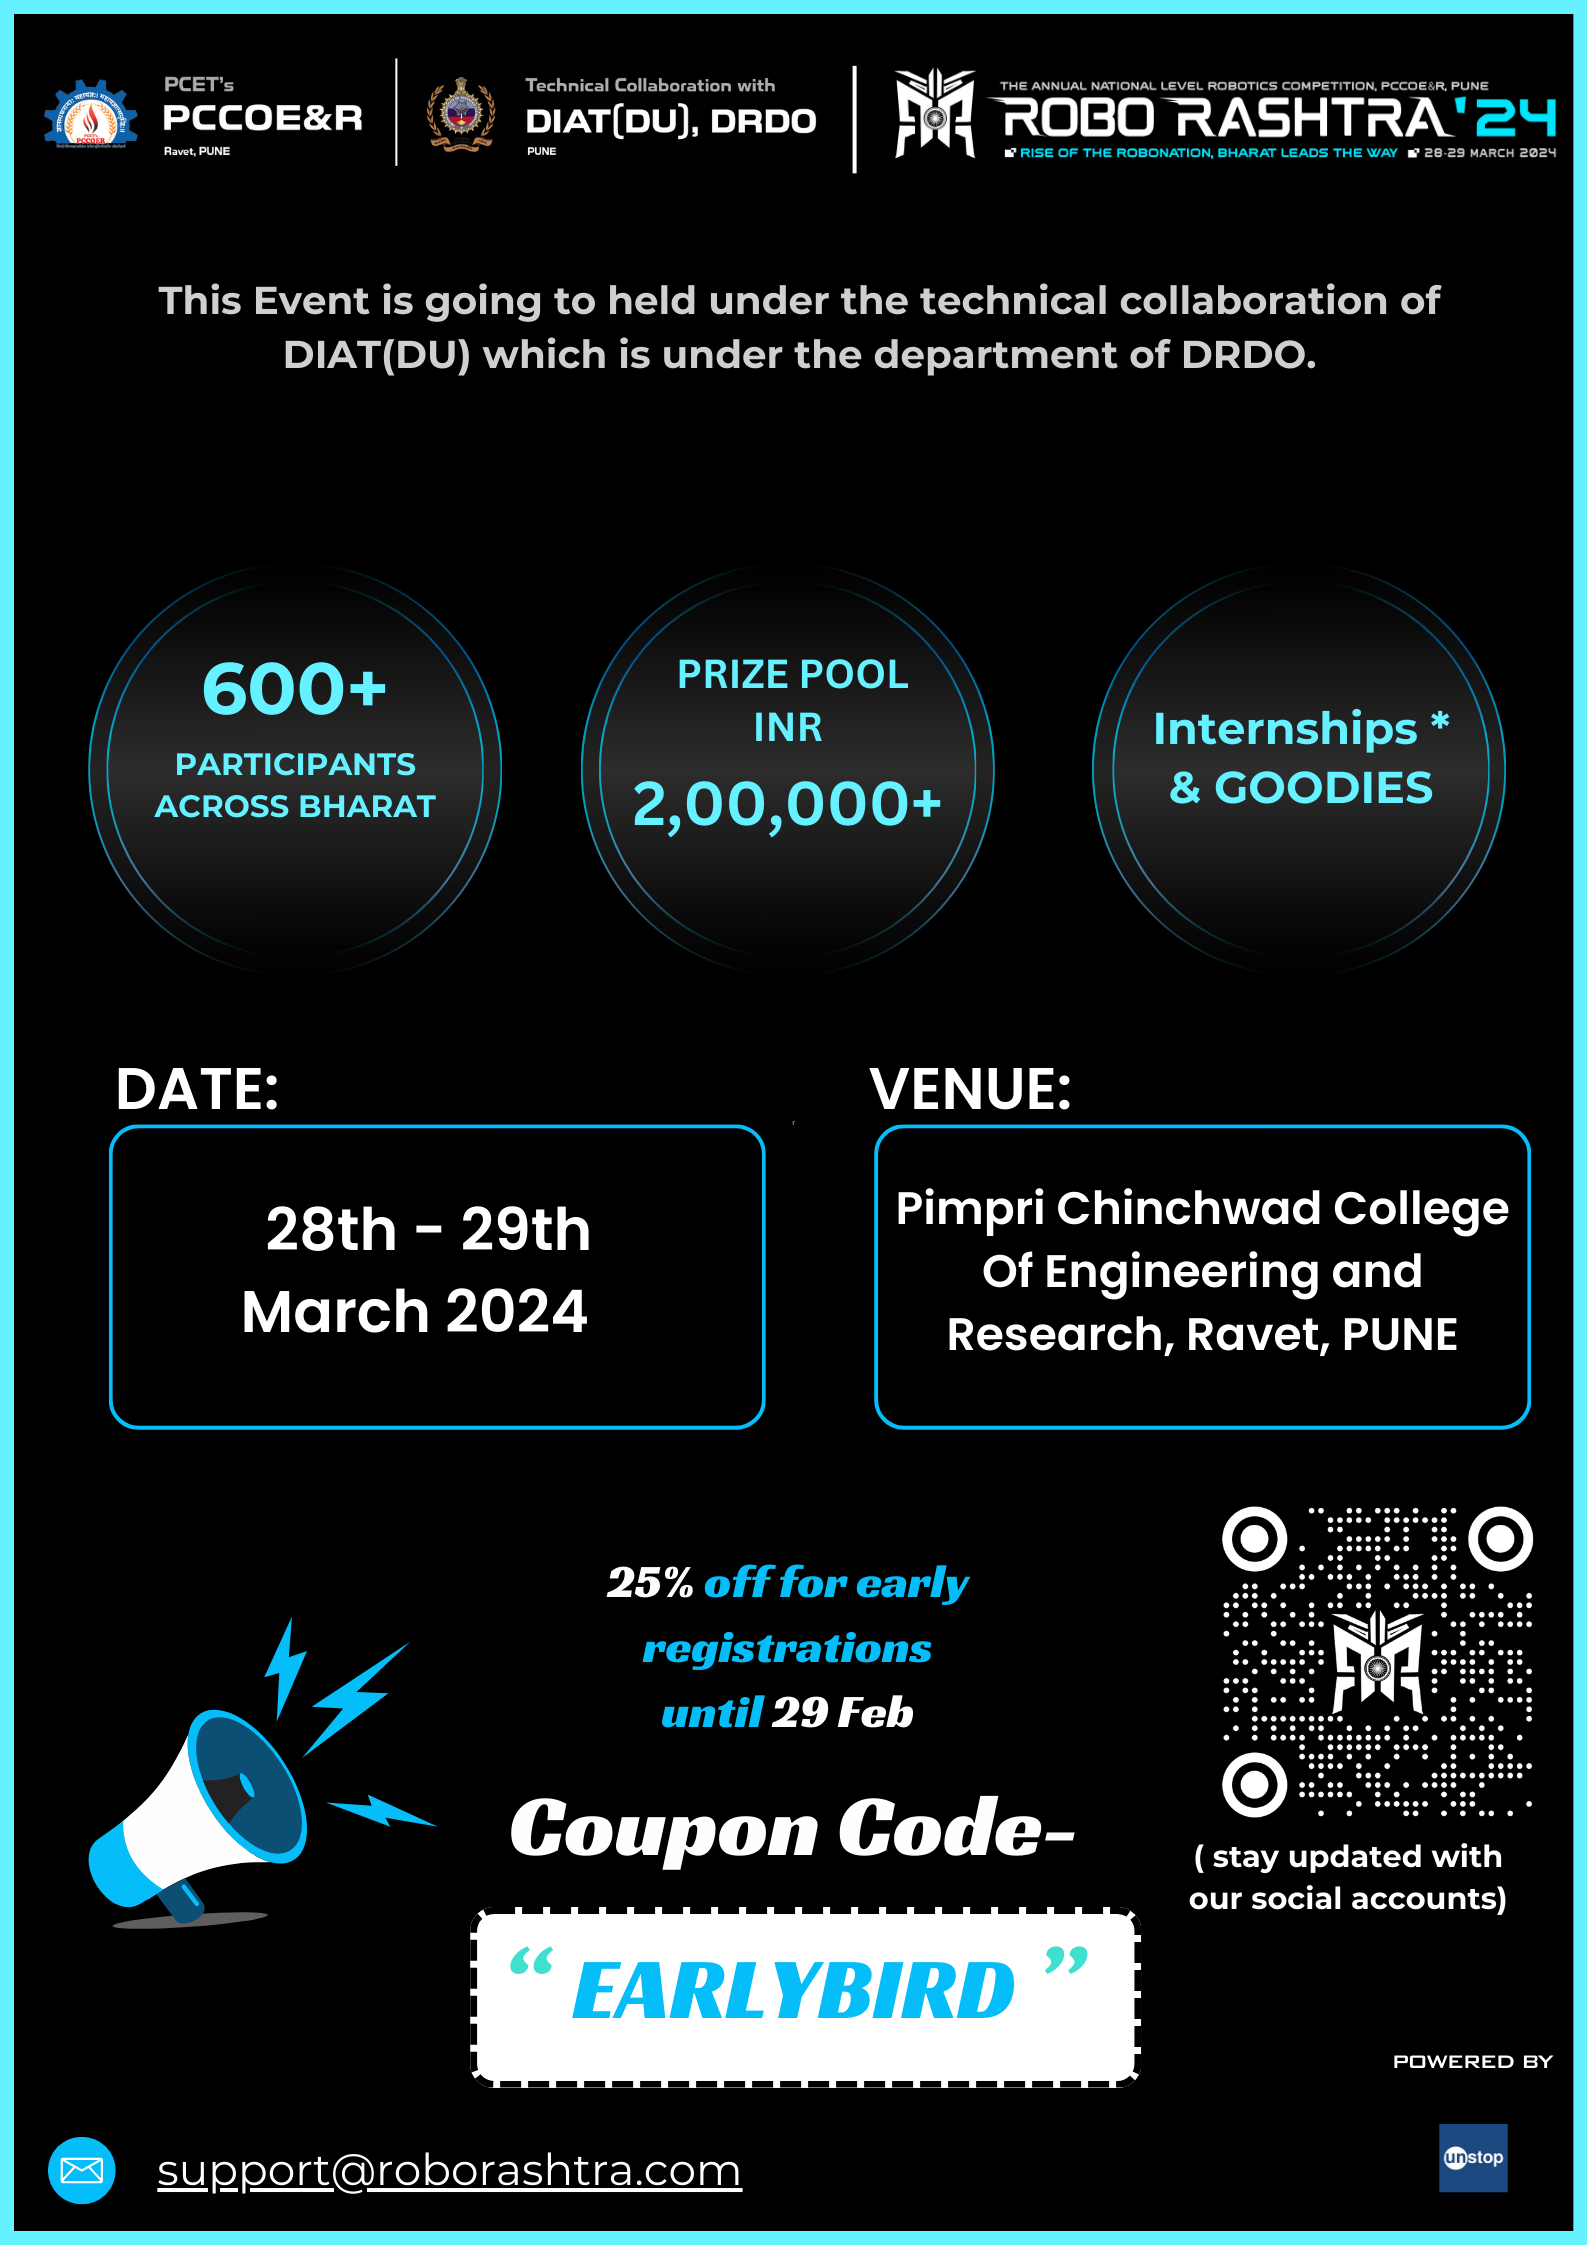 PCET's
PCCOE&R
Ravet, PUNE
Technical Collaboration with
DIAT(DU), DRDO
PUNE
THE ANNUAL NATIONAL LEVEL ROBOTICS COMPETITION, PCCOE&R, PUNE
ROBO RASHTRA'24
RISE OF THE ROBONATION, BHARAT LEADS THE WAY 28-29 MARCH 2024
This Event is going to held under the technical collaboration of
DIAT(DU) which is under the department of DRDO.
600+
PARTICIPANTS
ACROSS BHARAT
PRIZE POOL
INR
2,00,000+
Internships *
& GOODIES
DATE:
28th - 29th
March 2024
VENUE:
Pimpri Chinchwad College
Of Engineering and
Research, Ravet, PUNE
25% off for early
registrations
until 29 Feb
Coupon Code-
“ EARLYBIRD ”
( stay updated with
our social accounts)
POWERED BY
unstop
support@roborashtra.com